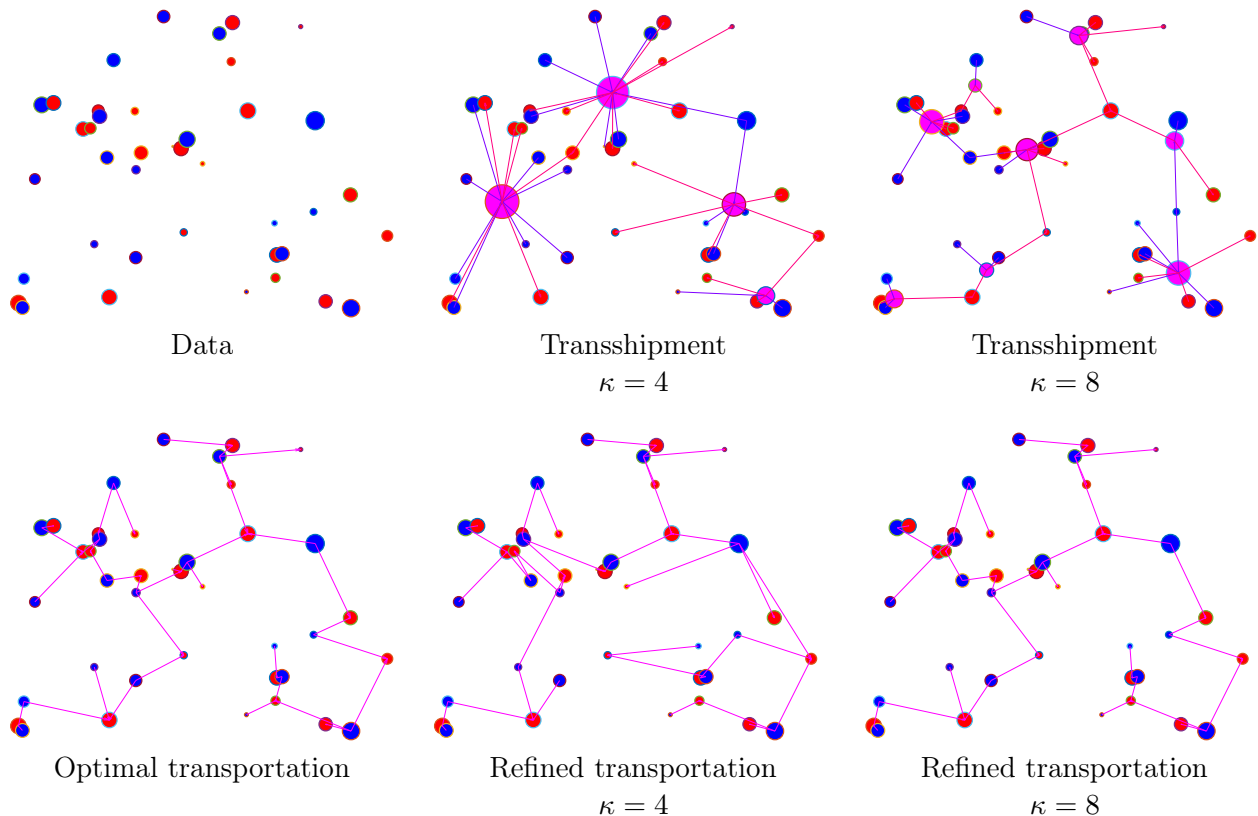 Data
Transshipment
κ = 4
Transshipment
κ = 8
Optimal transportation
Refined transportation
κ = 4
Refined transportation
κ = 8